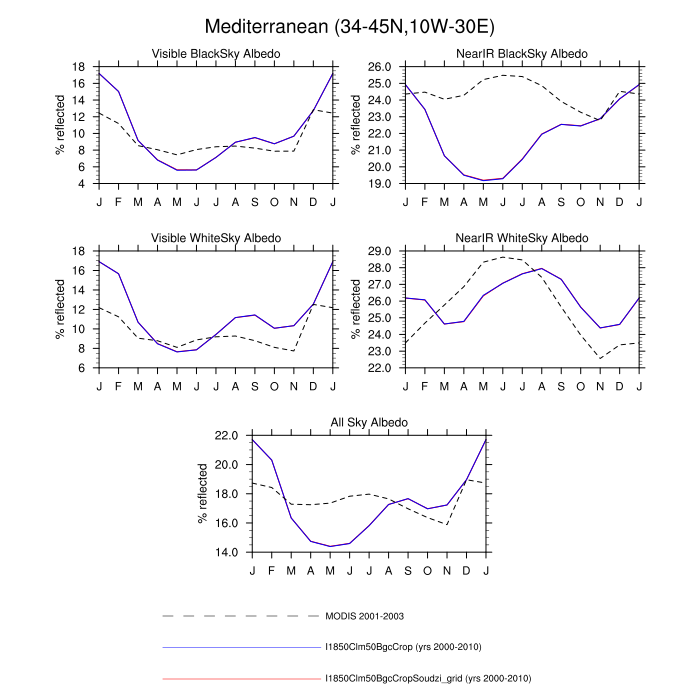 Mediterranean (34-45N,10W-30E)
Visible BlackSky Albedo
% reflected
18
16
14
12
10
8
6
4
J F M A M J J A S O N D J
NearIR BlackSky Albedo
% reflected
26.0
25.0
24.0
23.0
22.0
21.0
20.0
19.0
J F M A M J J A S O N D J
Visible WhiteSky Albedo
% reflected
18
16
14
12
10
8
6
J F M A M J J A S O N D J
NearIR WhiteSky Albedo
% reflected
29.0
28.0
27.0
26.0
25.0
24.0
23.0
22.0
J F M A M J J A S O N D J
All Sky Albedo
% reflected
22.0
20.0
18.0
16.0
14.0
J F M A M J J A S O N D J
MODIS 2001-2003
I1850Clm50BgcCrop (yrs 2000-2010)
I1850Clm50BgcCropSoudzi_grid (yrs 2000-2010)